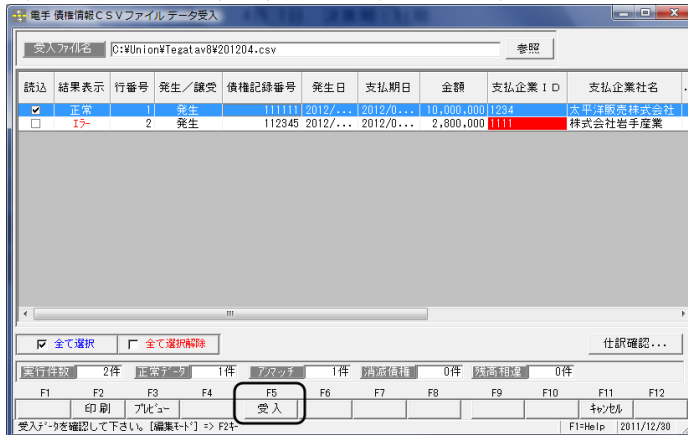 電手 債権情報ＣＳＶファイル データ受入
受入ファイル名 C:¥Union¥Tegatav8¥201204.csv 参照
読込 結果表示 行番号 発生／譲受 債権記録番号 発生日 支払期日 金額 支払企業ＩＤ 支払企業社名
正常 1 発生 111111 2012/... 2012/0... 10,000,000 1234 太平洋販売株式会社
ｴﾗｰ 2 発生 112345 2012/... 2012/0... 2,800,000 1111 株式会社岩手産業
全て選択 全て選択解除 仕訳確認...
実行件数 2件 正常ﾃﾞｰﾀ 1件 ｱﾝﾏｯﾁ 1件 消滅債権 0件 残高相違 0件
F1 F2 F3 F4 F5 F6 F7 F8 F9 F10 F11 F12
印刷 ﾌﾟﾚﾋﾞｭｰ 受入 ｷｬﾝｾﾙ
受入ﾃﾞｰﾀを確認して下さい。[編集ﾓｰﾄﾞ] => F2ｷｰ F1=Help 2011/12/30